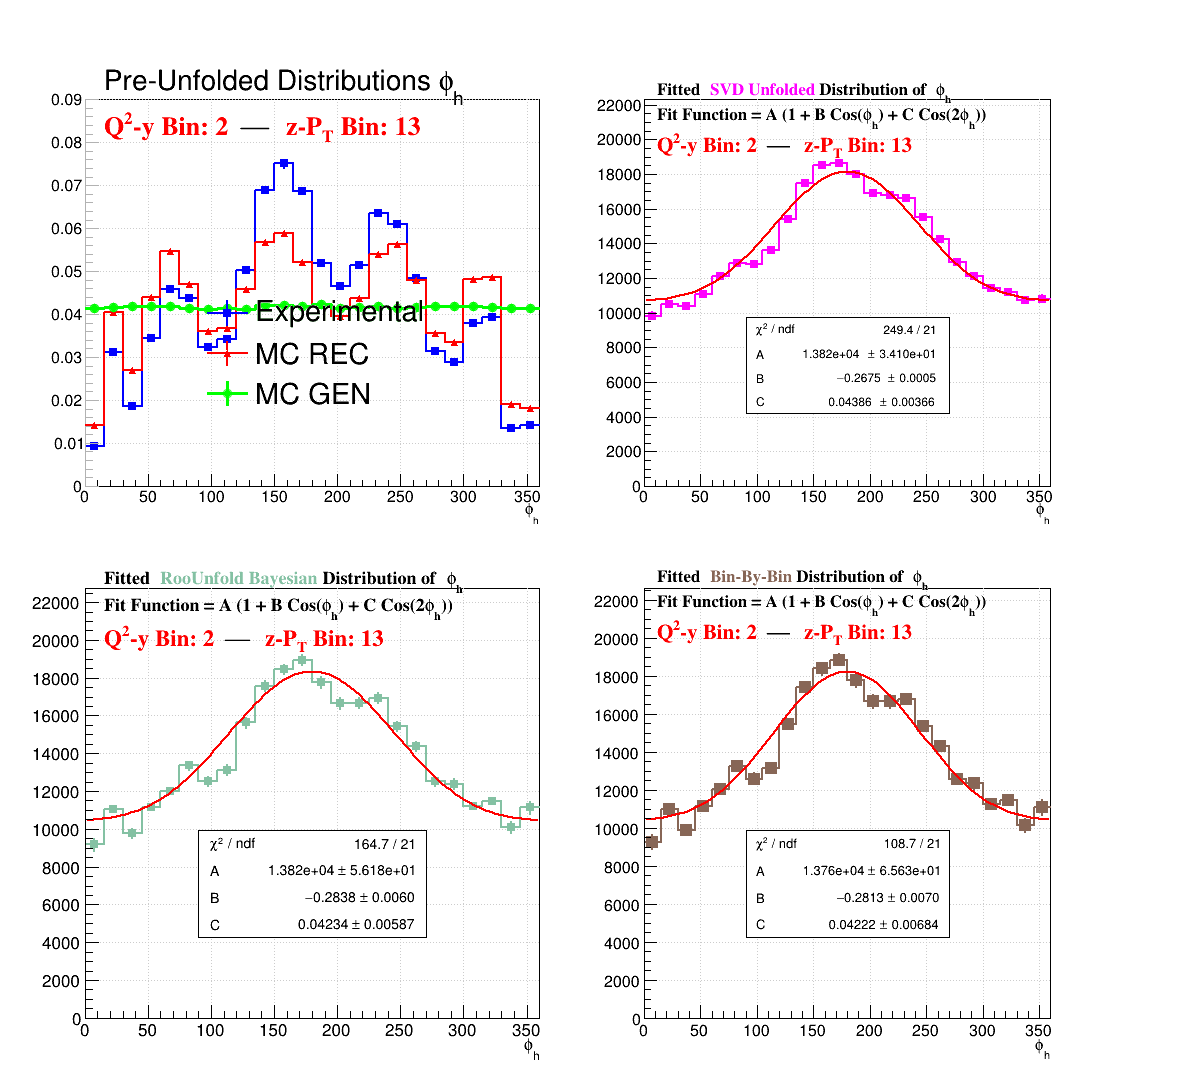 Pre-Unfolded Distributions ϕh
Q2-y Bin: 2 — z-PT Bin: 13
0.09
0.08
0.07
0.06
0.05
0.04
0.03
0.02
0.01
0
Experimental
MC REC
MC GEN
0 50 100 150 200 250 300 350
ϕh
Fitted SVD Unfolded Distribution of ϕh
Fit Function = A (1 + B Cos(ϕh) + C Cos(2ϕh))
Q2-y Bin: 2 — z-PT Bin: 13
22000
20000
18000
16000
14000
12000
10000
8000
6000
4000
2000
0
χ2 / ndf 249.4 / 21
A 1.382e+04 ± 3.410e+01
B −0.2675 ± 0.0005
C 0.04386 ± 0.00366
0 50 100 150 200 250 300 350
ϕh
Fitted RooUnfold Bayesian Distribution of ϕh
Fit Function = A (1 + B Cos(ϕh) + C Cos(2ϕh))
Q2-y Bin: 2 — z-PT Bin: 13
22000
20000
18000
16000
14000
12000
10000
8000
6000
4000
2000
0
χ2 / ndf 164.7 / 21
A 1.382e+04 ± 5.618e+01
B −0.2838 ± 0.0060
C 0.04234 ± 0.00587
0 50 100 150 200 250 300 350
ϕh
Fitted Bin-By-Bin Distribution of ϕh
Fit Function = A (1 + B Cos(ϕh) + C Cos(2ϕh))
Q2-y Bin: 2 — z-PT Bin: 13
22000
20000
18000
16000
14000
12000
10000
8000
6000
4000
2000
0
χ2 / ndf 108.7 / 21
A 1.376e+04 ± 6.563e+01
B −0.2813 ± 0.0070
C 0.04222 ± 0.00684
0 50 100 150 200 250 300 350
ϕh